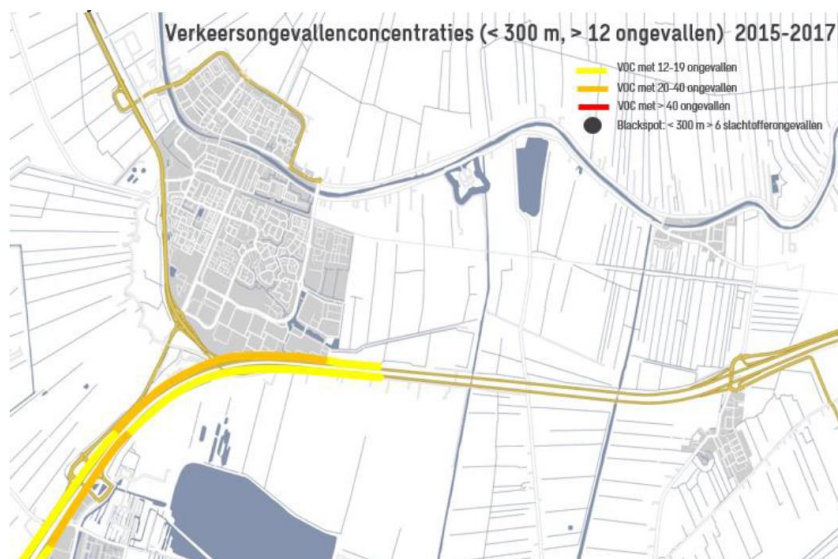 Verkeersongevallenconcentraties (< 300 m, > 12 ongevallen) 2015-2017
VOC met 12-19 ongevallen
VOC met 20-40 ongevallen
VOC met > 40 ongevallen
Blackspot: < 300 m > 6 slachtofferongevallen